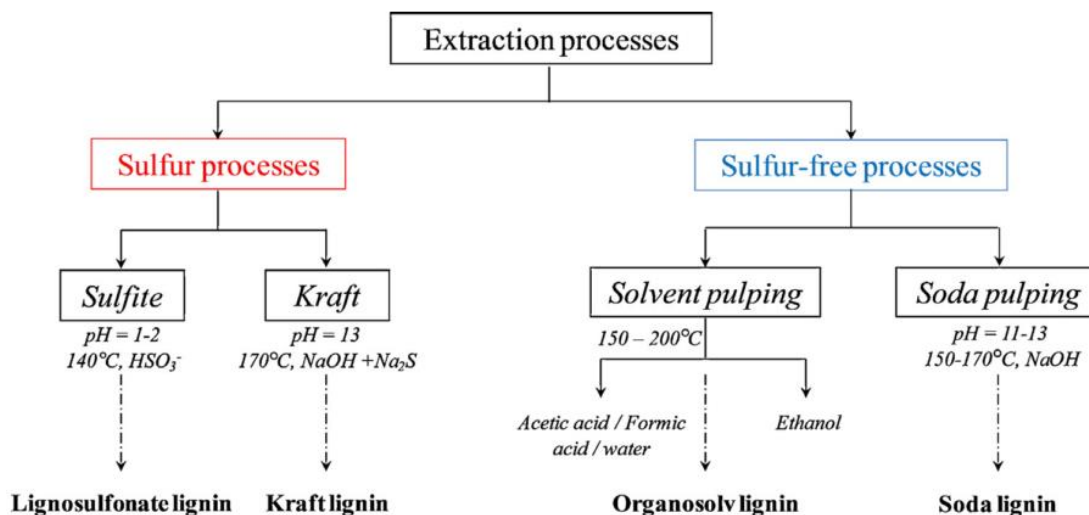 Extraction processes
Sulfur processes
Sulfur-free processes
Sulfite
pH = 1-2
140°C, HSO₃⁻
Kraft
pH = 13
170°C, NaOH +Na₂S
Solvent pulping
150 – 200°C
Soda pulping
pH = 11-13
150-170°C, NaOH
Acetic acid / Formic
acid / water
Ethanol
Lignosulfonate lignin
Kraft lignin
Organosolv lignin
Soda lignin